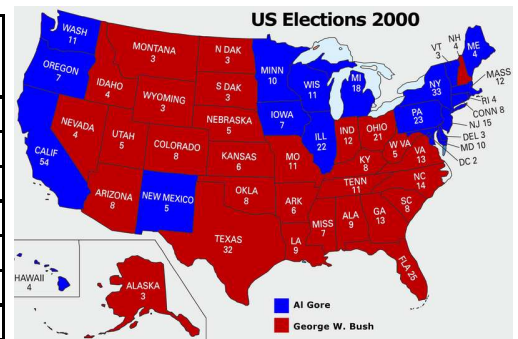 US Elections 2000
WASH
11
OREGON
7
CALIF
54
NEVADA
4
IDAHO
4
MONTANA
3
WYOMING
3
UTAH
5
ARIZONA
8
COLORADO
8
NEW MEXICO
5
N DAK
3
S DAK
3
NEBRASKA
5
KANSAS
6
OKLA
8
TEXAS
32
MINN
10
IOWA
7
MO
11
ARK
6
LA
9
WIS
11
ILL
22
MI
18
IND
12
OHIO
21
KY
8
TENN
11
MISS
7
ALA
9
GA
13
FLA 25
SC
8
NC
14
VA
13
W VA
5
PA
23
NY
33
VT
3
NH
4
ME
4
MASS
12
RI 4
CONN 8
NJ 15
DEL 3
MD 10
DC 2
HAWAII
4
ALASKA
3
Al Gore
George W. Bush